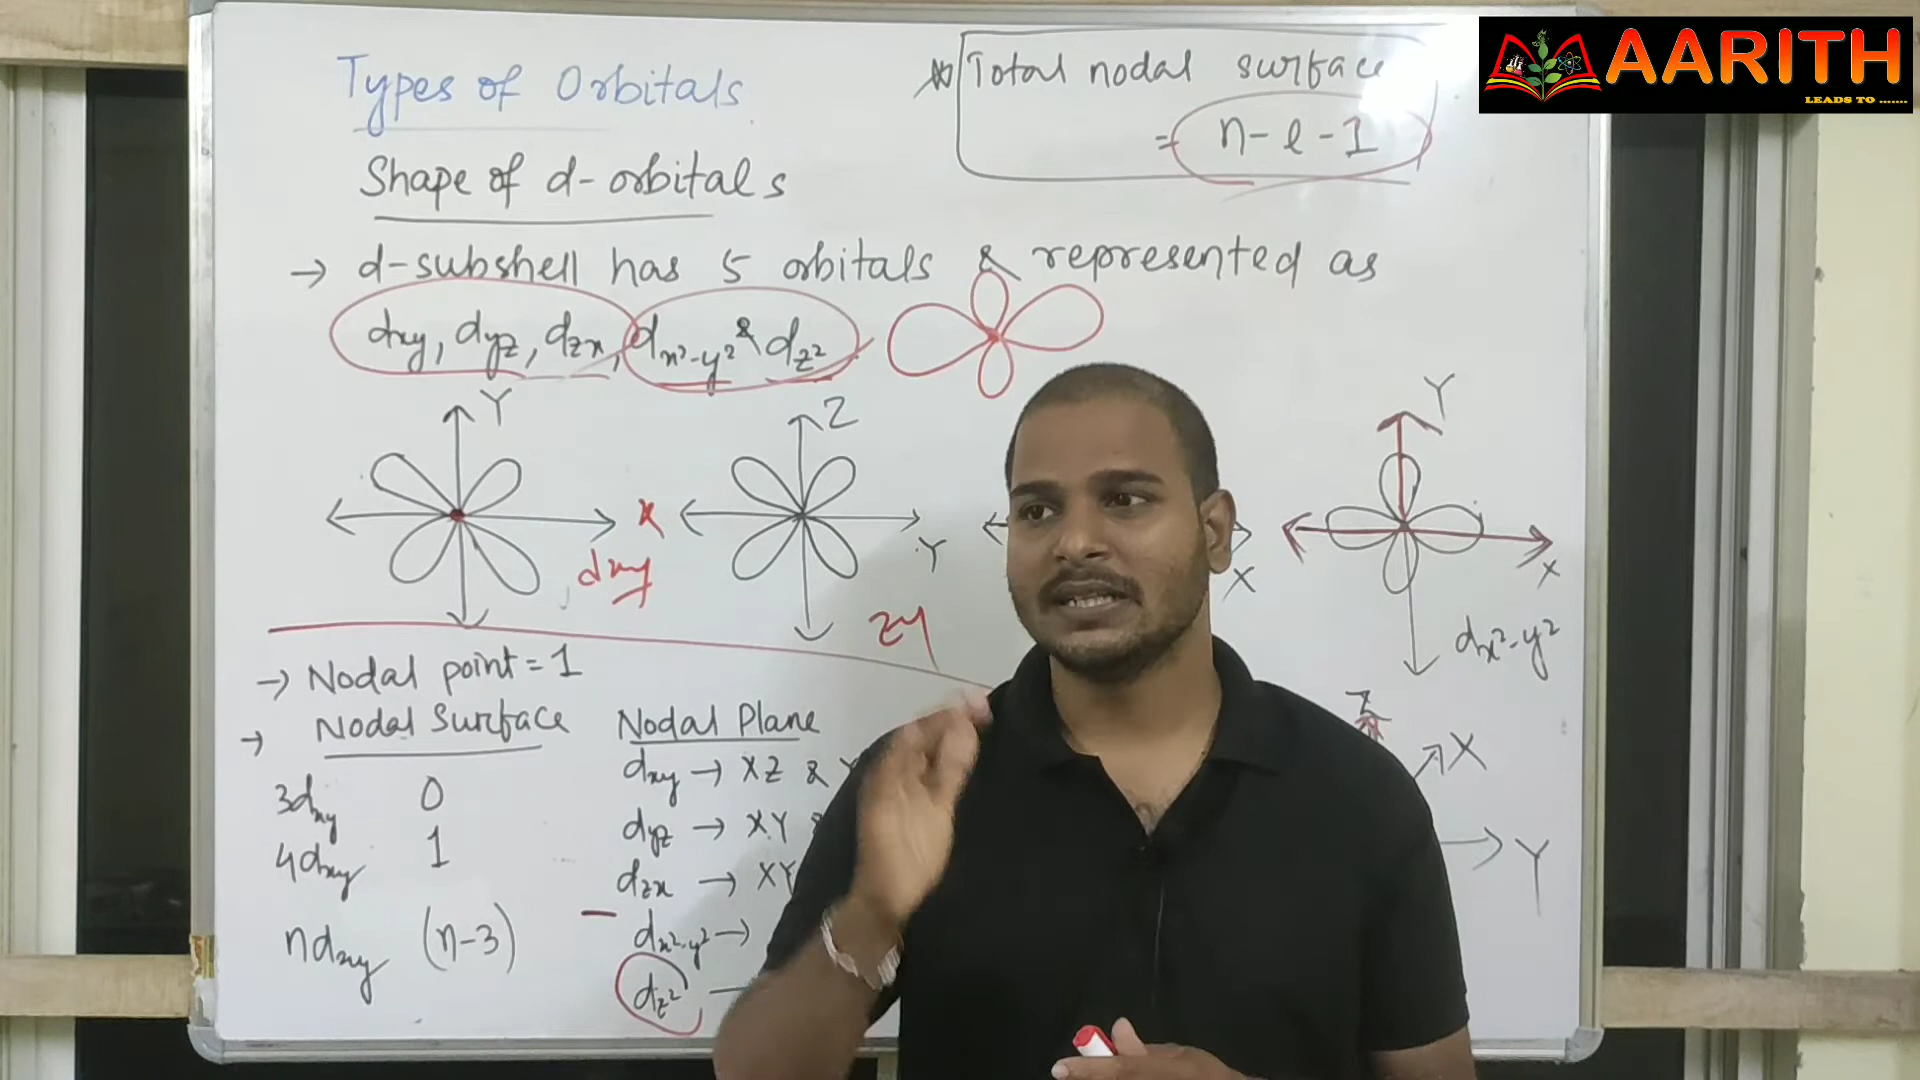 AARITH
LEADS TO .......
Types of Orbitals
Total nodal surface
= n-l-1
Shape of d-orbitals
→ d-subshell has 5 orbitals & represented as
dxy, dyz, dzx, dx²-y² & dz²
Y
Z
Y
X
Y
X
X
dxy
zy
dx²-y²
→ Nodal point = 1
→ Nodal Surface
Nodal Plane
3dxy 0
4dxy 1
ndxy (n-3)
dxy → XZ &
dyz → XY
dzx → XY
dx²-y² →
dz²
Z
X
Y